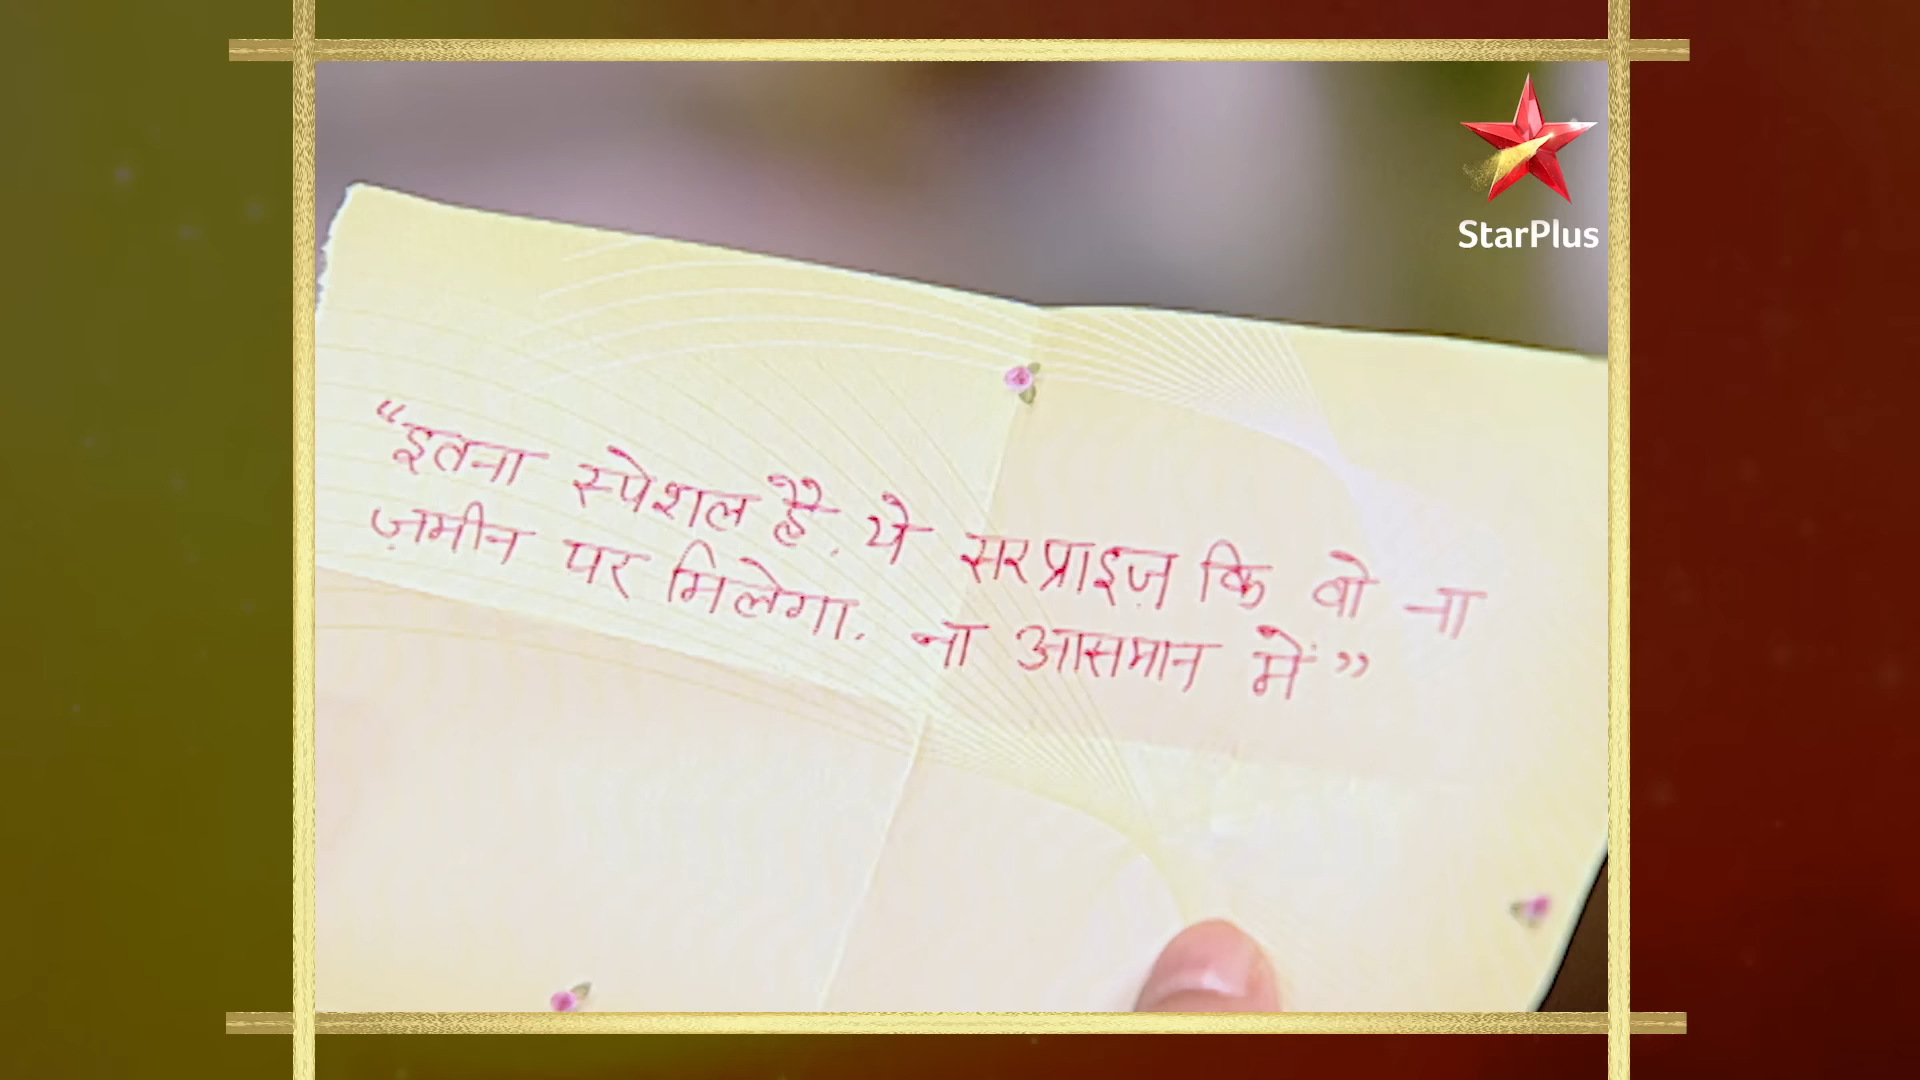 StarPlus
“इतना स्पेशल है, ये सरप्राइज़ कि वो ना
ज़मीन पर मिलेगा, ना आसमान में”